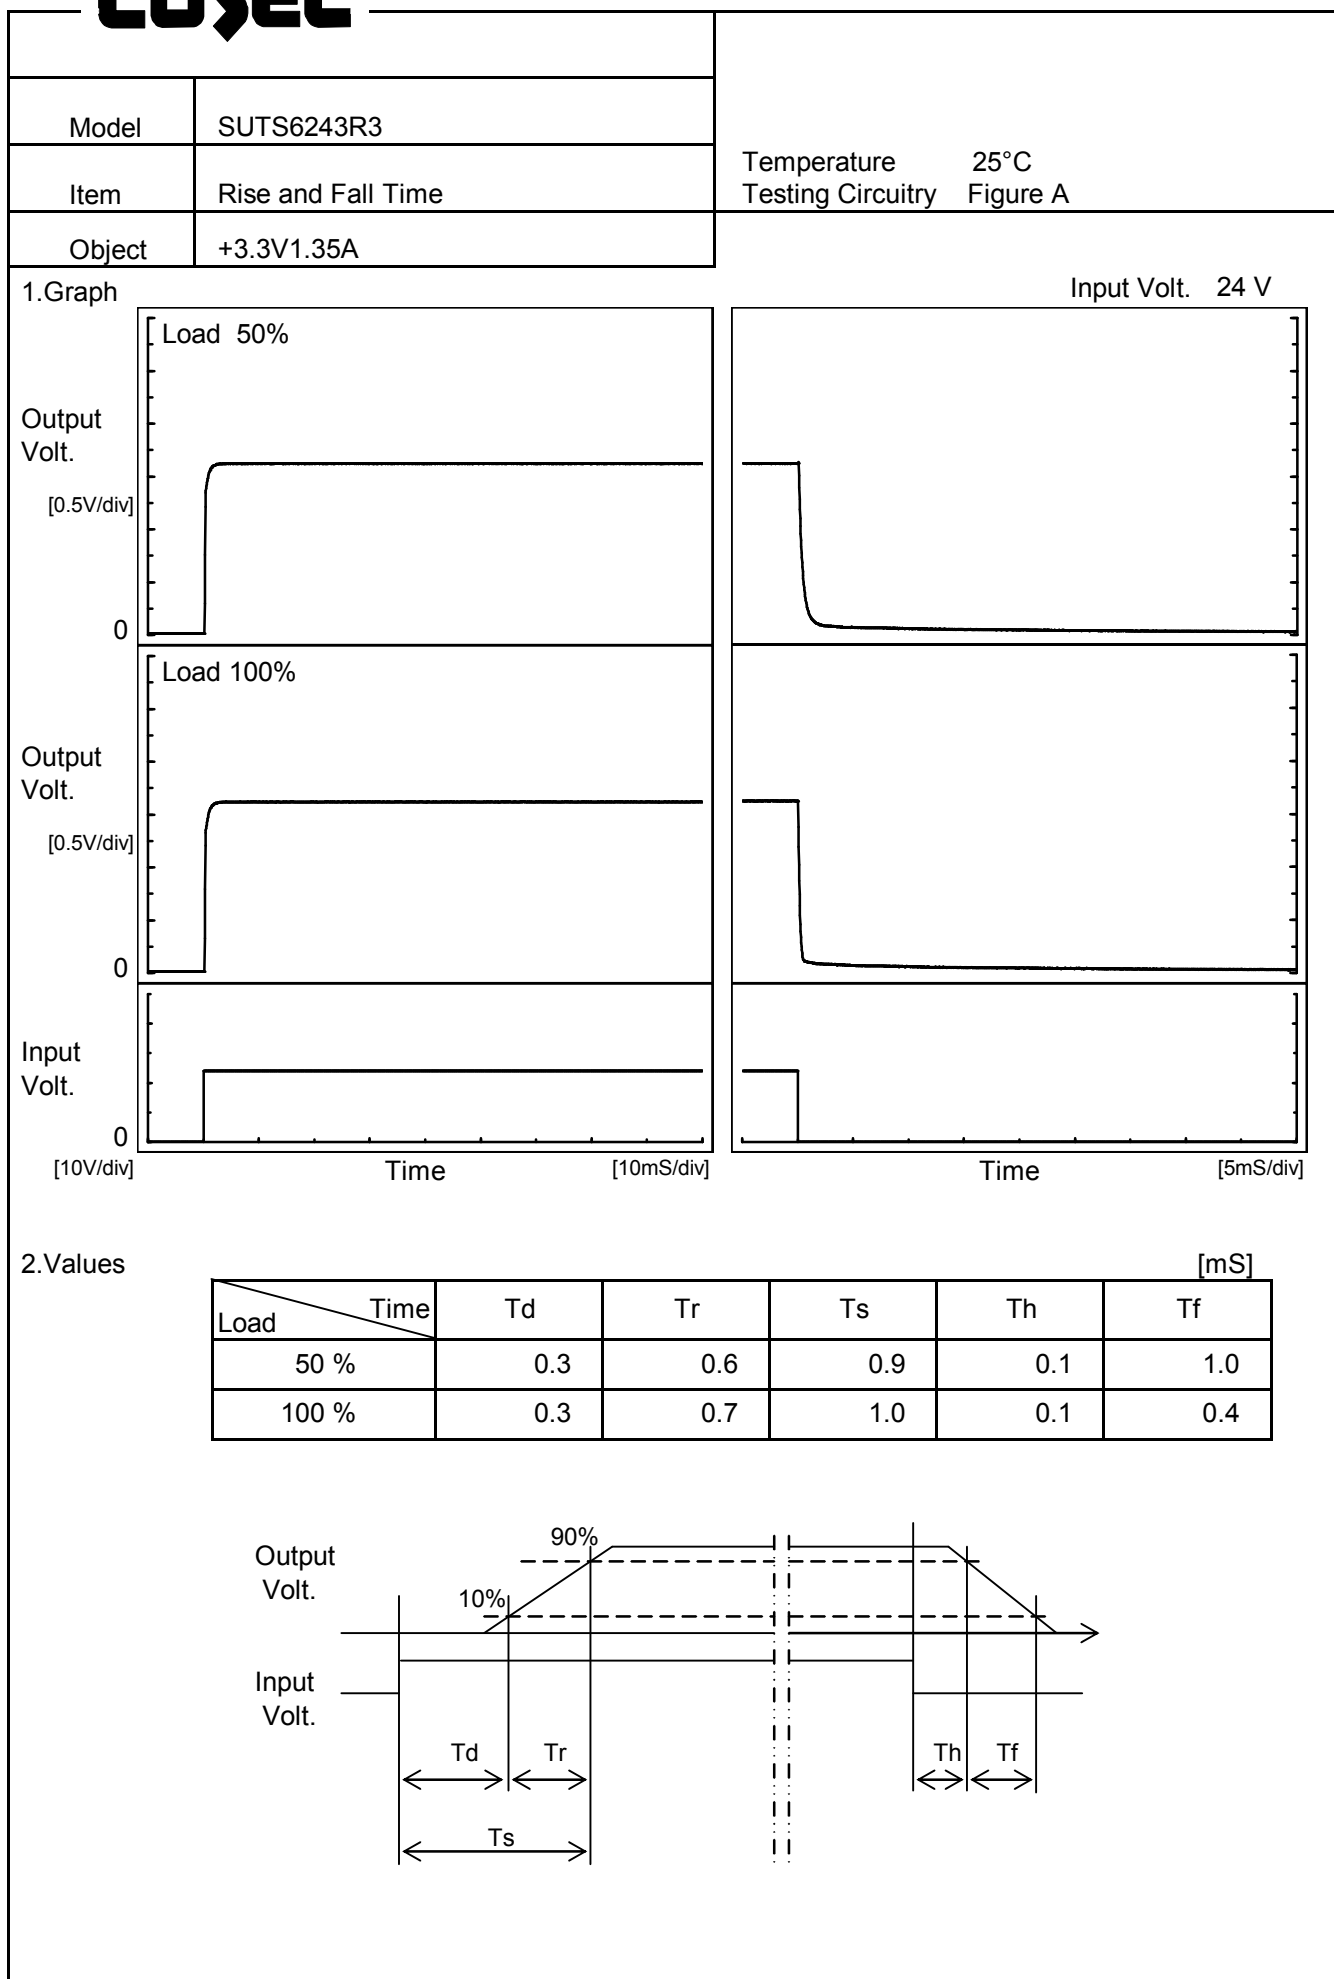 Model SUTS6243R3
Temperature 25°C
Item Rise and Fall Time Testing Circuitry Figure A
Object +3.3V1.35A
1.Graph Input Volt. 24 V
Load 50%
Output
Volt.
[0.5V/div]
0
Load 100%
Output
Volt.
[0.5V/div]
0
Input
Volt.
0
[10V/div] Time [10mS/div] Time [5mS/div]
2.Values [mS]
Time Td Tr Ts Th Tf
Load
50 % 0.3 0.6 0.9 0.1 1.0
100 % 0.3 0.7 1.0 0.1 0.4
90%
Output
Volt.
10%
Input
Volt.
Td Tr Th Tf
Ts